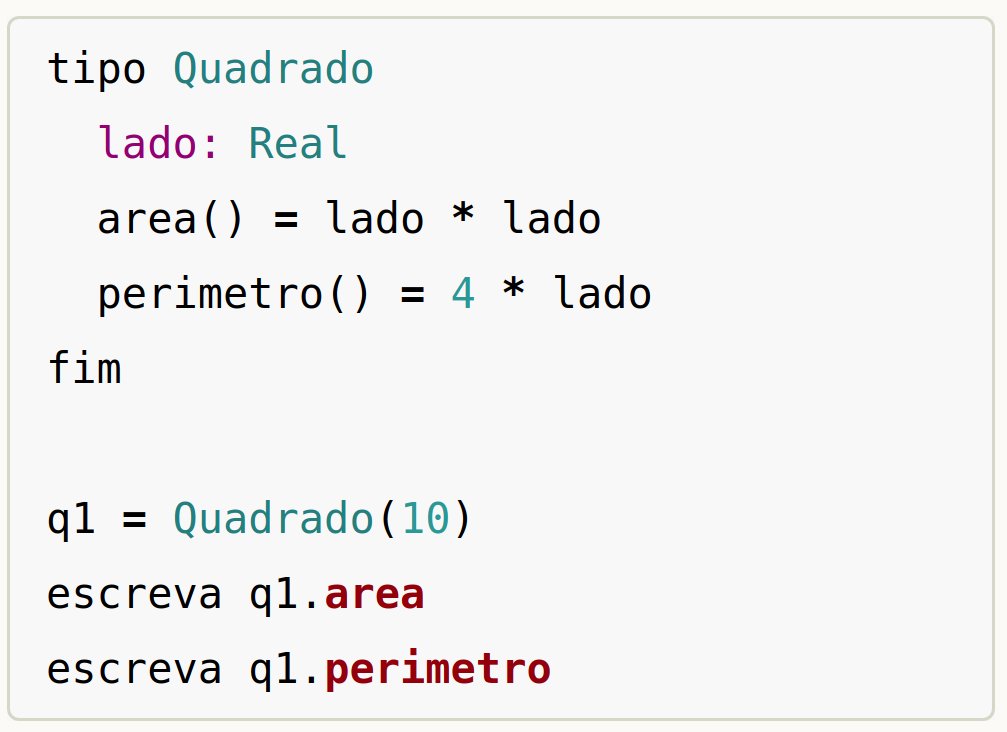 tipo Quadrado
lado: Real
area() = lado * lado
perimetro() = 4 * lado
fim
q1 = Quadrado(10)
escreva q1.area
escreva q1.perimetro